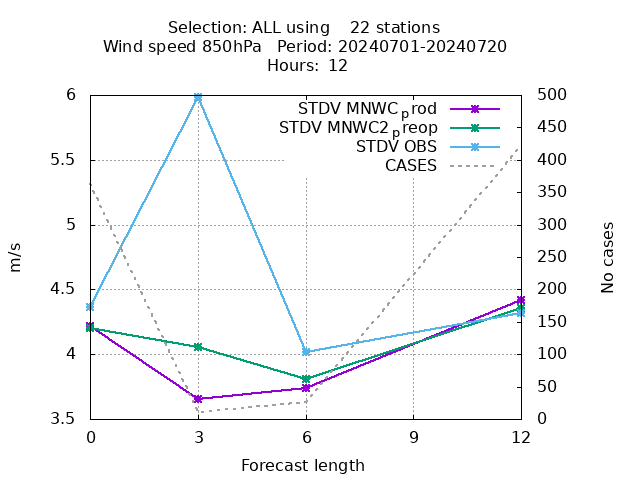 Selection: ALL using    22 stations
Wind speed 850hPa   Period: 20240701-20240720
Hours:  12
STDV MNWC_prod
STDV MNWC2_preop
STDV OBS
CASES
6
5.5
5
4.5
4
3.5
500
450
400
350
300
250
200
150
100
50
0
m/s
No cases
0 3 6 9 12
Forecast length